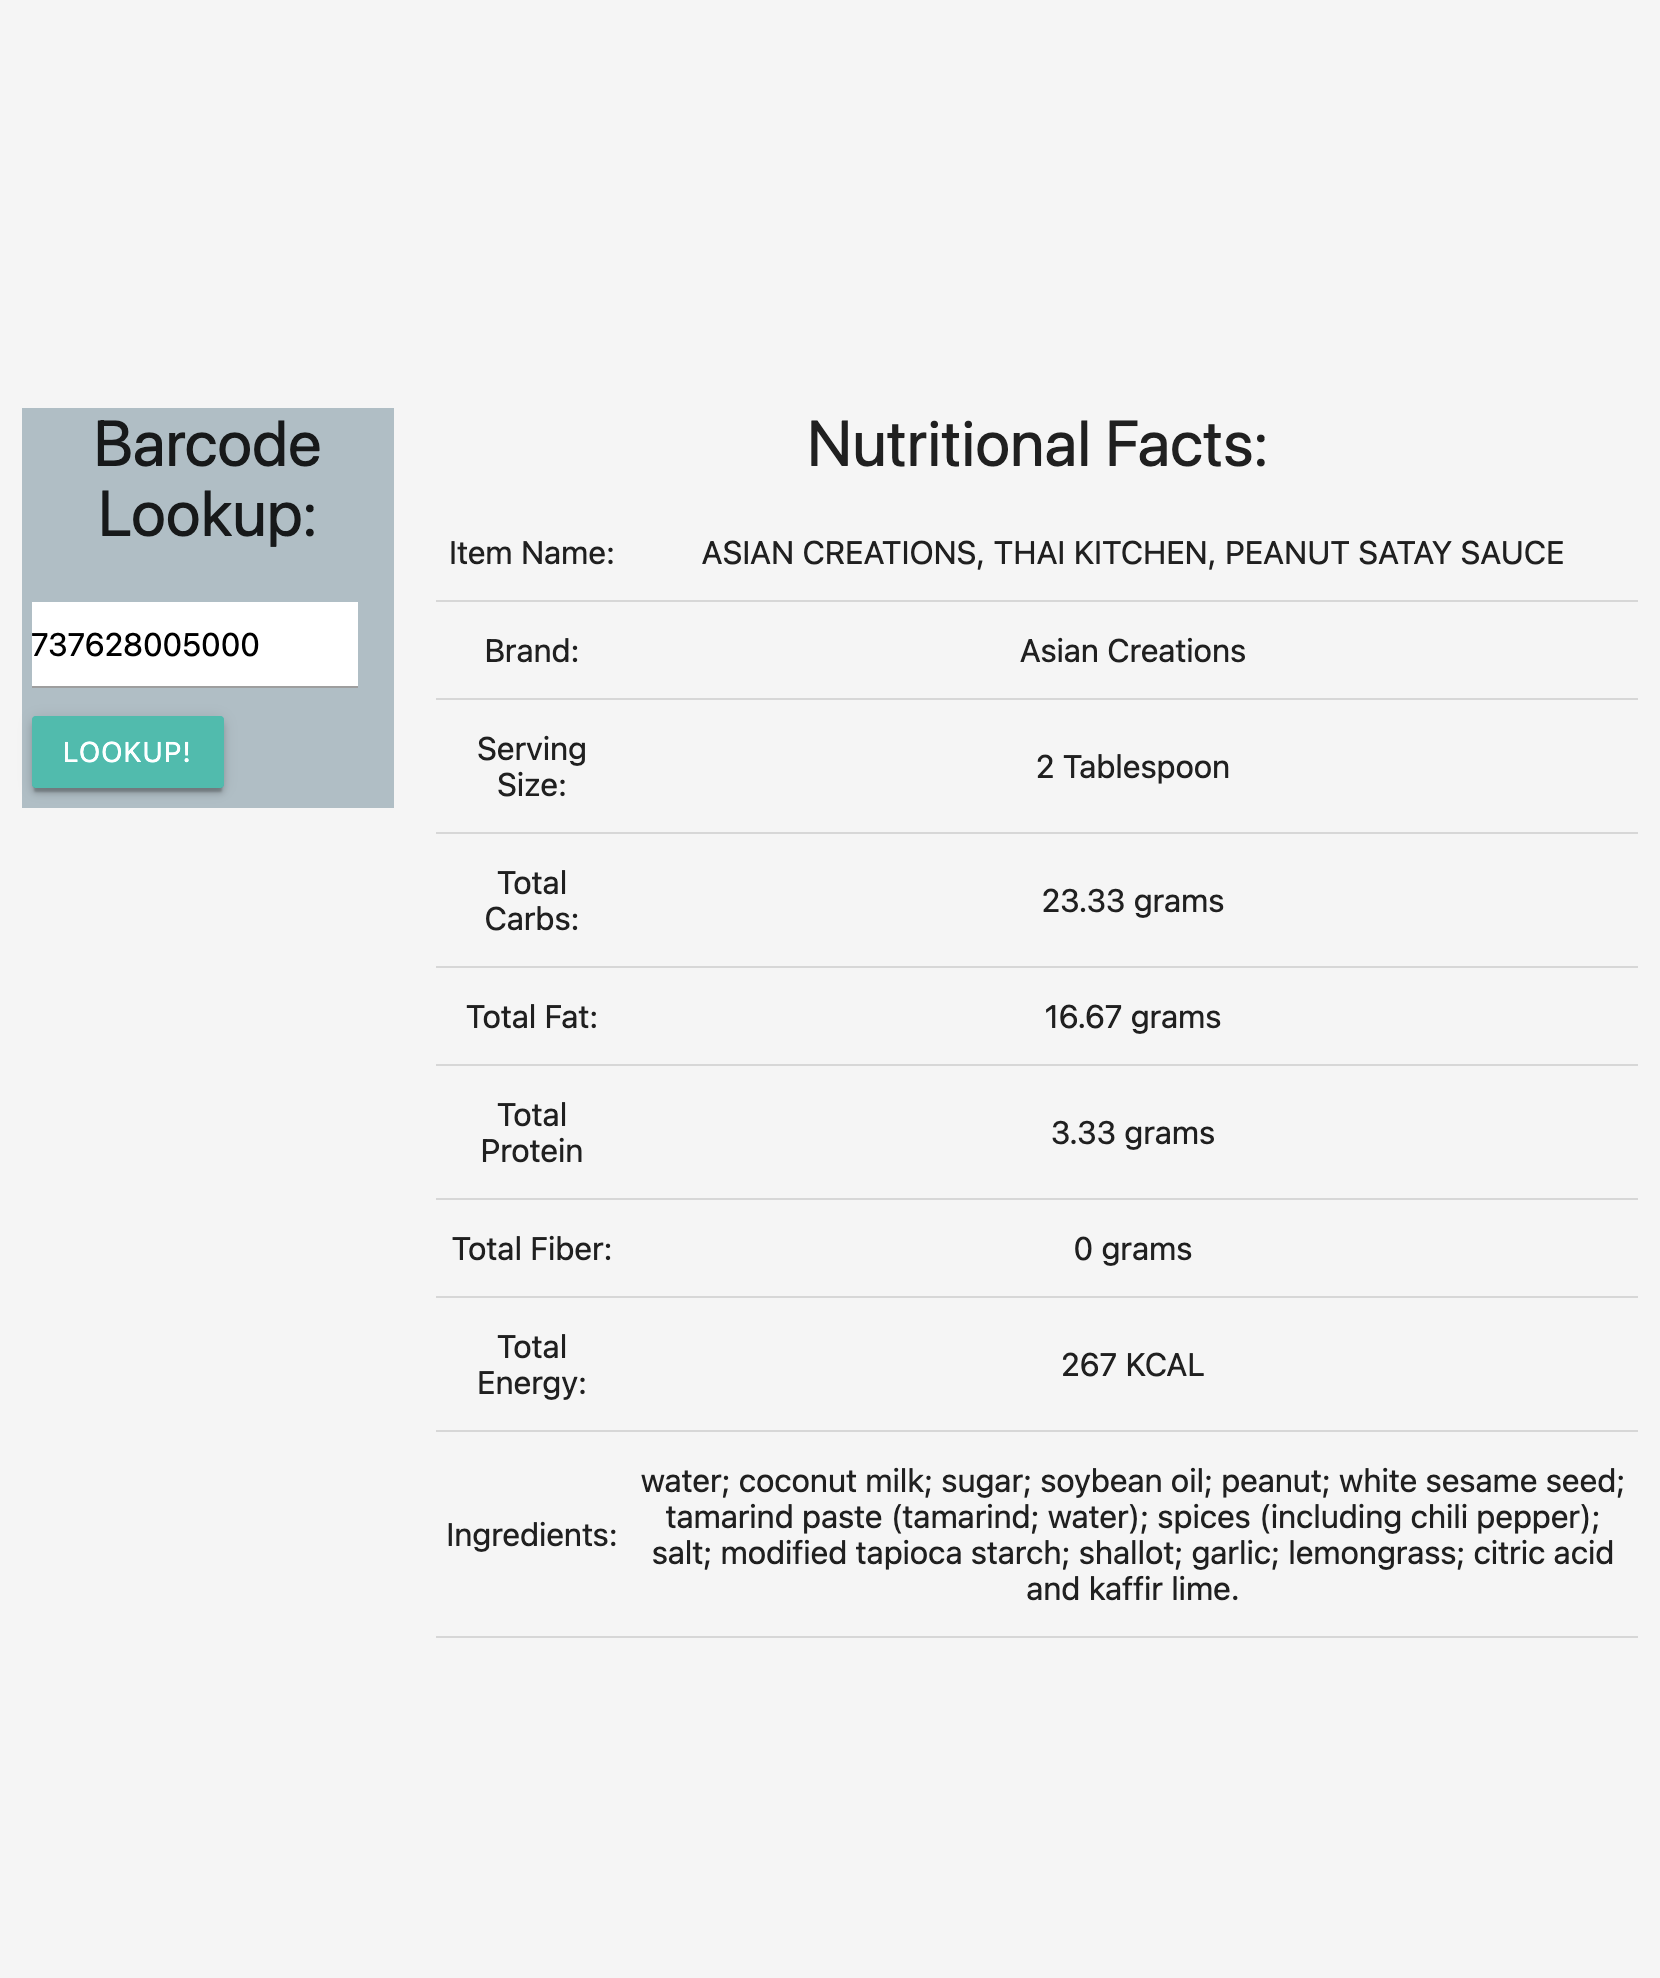 Barcode
Lookup:
737628005000
LOOKUP!
Nutritional Facts:
Item Name: ASIAN CREATIONS, THAI KITCHEN, PEANUT SATAY SAUCE
Brand: Asian Creations
Serving
Size:
2 Tablespoon
Total
Carbs:
23.33 grams
Total Fat: 16.67 grams
Total
Protein
3.33 grams
Total Fiber: 0 grams
Total
Energy:
267 KCAL
Ingredients:
water; coconut milk; sugar; soybean oil; peanut; white sesame seed;
tamarind paste (tamarind; water); spices (including chili pepper);
salt; modified tapioca starch; shallot; garlic; lemongrass; citric acid
and kaffir lime.